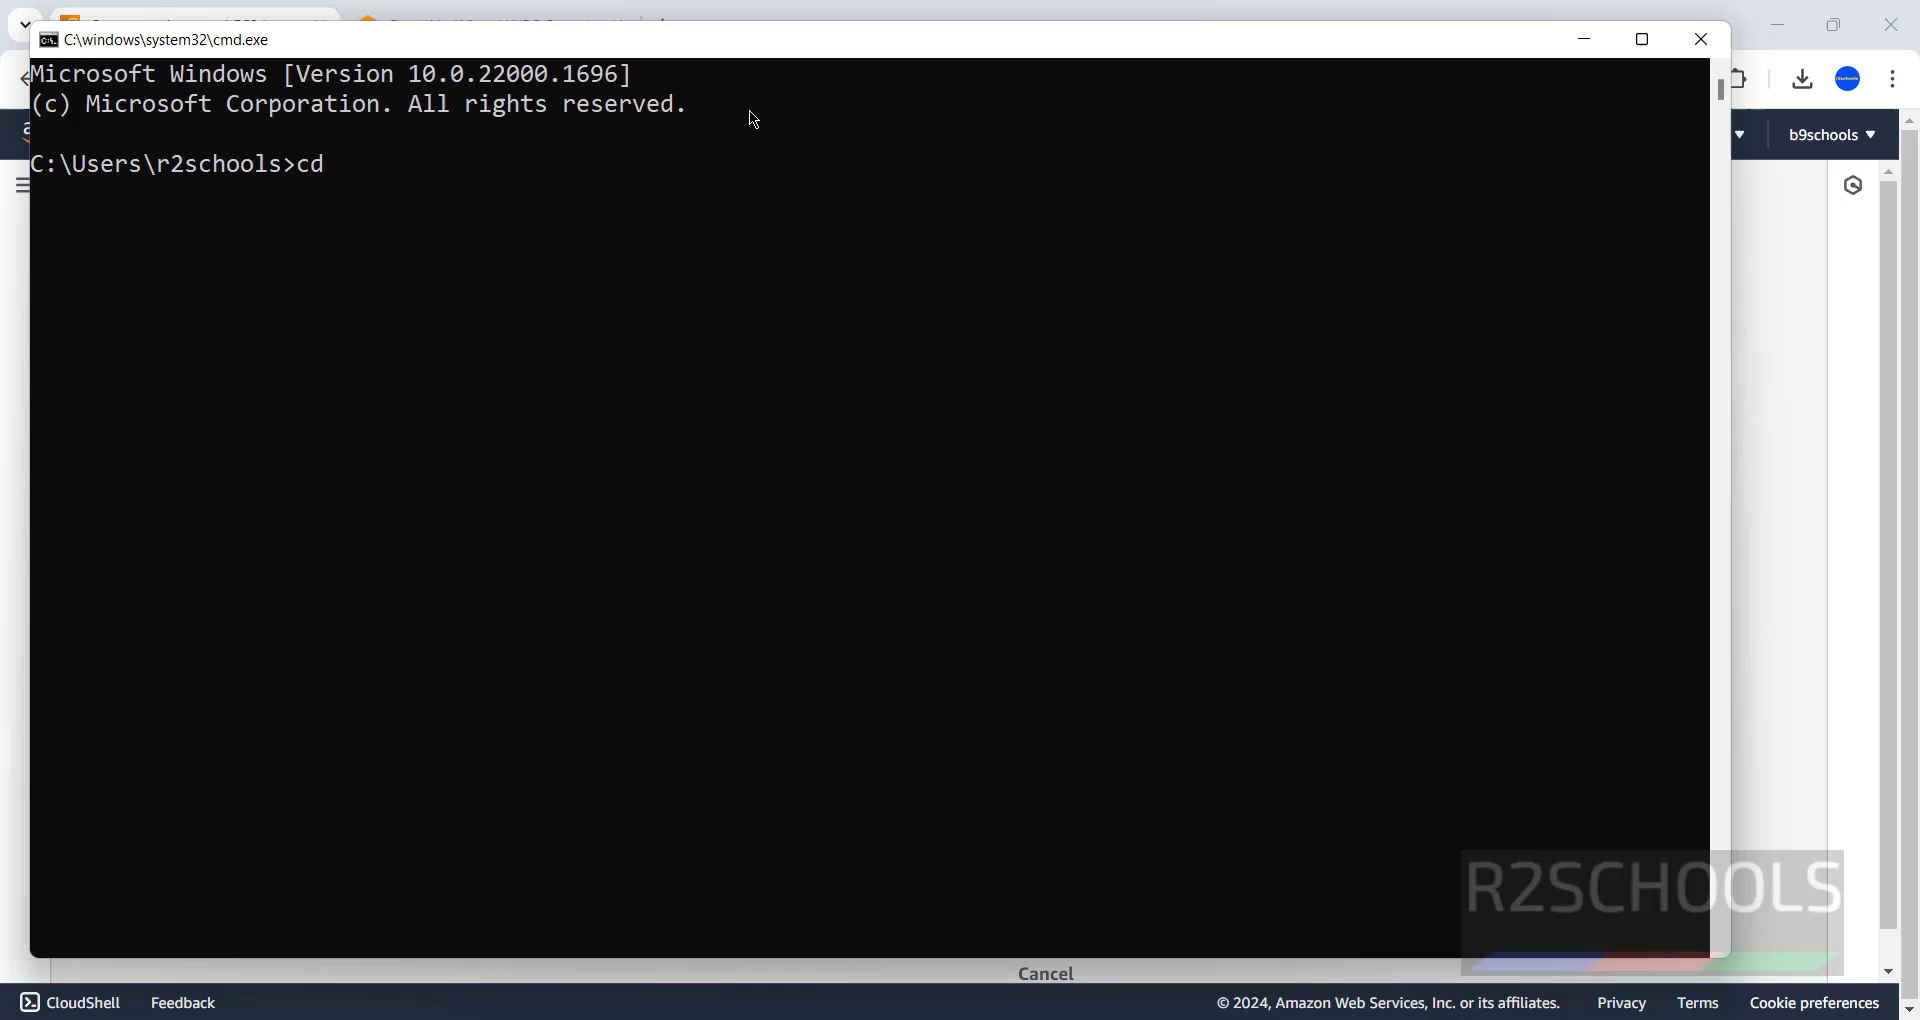 C:\windows\system32\cmd.exe
Microsoft Windows [Version 10.0.22000.1696]
(c) Microsoft Corporation. All rights reserved.
b9schools
C:\Users\r2schools>cd
R2SCHOOLS
Cancel
CloudShell
Feedback
© 2024, Amazon Web Services, Inc. or its affiliates.
Privacy
Terms
Cookie preferences